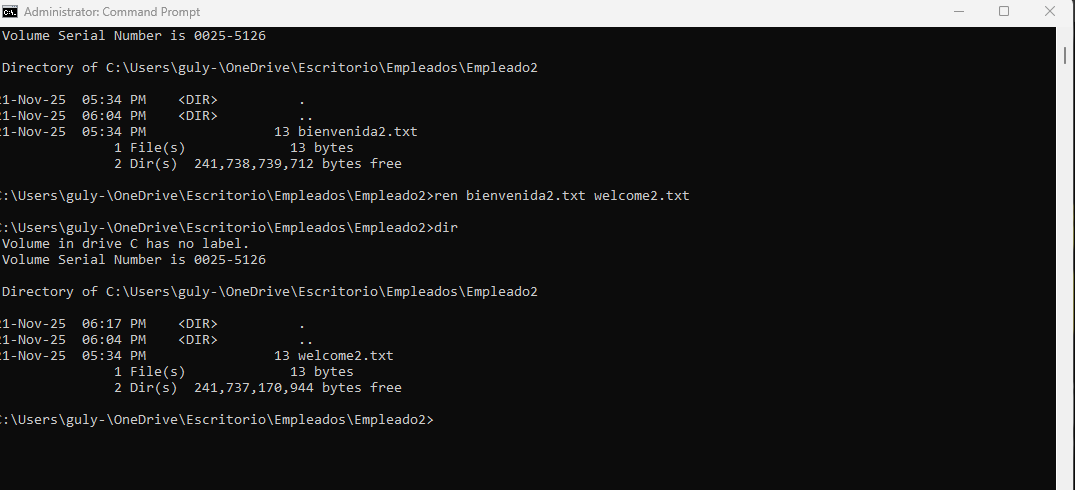 Administrator: Command Prompt
Volume Serial Number is 0025-5126
Directory of C:\Users\guly-\OneDrive\Escritorio\Empleados\Empleado2
1-Nov-25  05:34 PM    <DIR>          .
1-Nov-25  06:04 PM    <DIR>          ..
1-Nov-25  05:34 PM                13 bienvenida2.txt
1 File(s)             13 bytes
2 Dir(s)  241,738,739,712 bytes free
:\Users\guly-\OneDrive\Escritorio\Empleados\Empleado2>ren bienvenida2.txt welcome2.txt
:\Users\guly-\OneDrive\Escritorio\Empleados\Empleado2>dir
Volume in drive C has no label.
Volume Serial Number is 0025-5126
Directory of C:\Users\guly-\OneDrive\Escritorio\Empleados\Empleado2
1-Nov-25  06:17 PM    <DIR>          .
1-Nov-25  06:04 PM    <DIR>          ..
1-Nov-25  05:34 PM                13 welcome2.txt
1 File(s)             13 bytes
2 Dir(s)  241,737,170,944 bytes free
:\Users\guly-\OneDrive\Escritorio\Empleados\Empleado2>